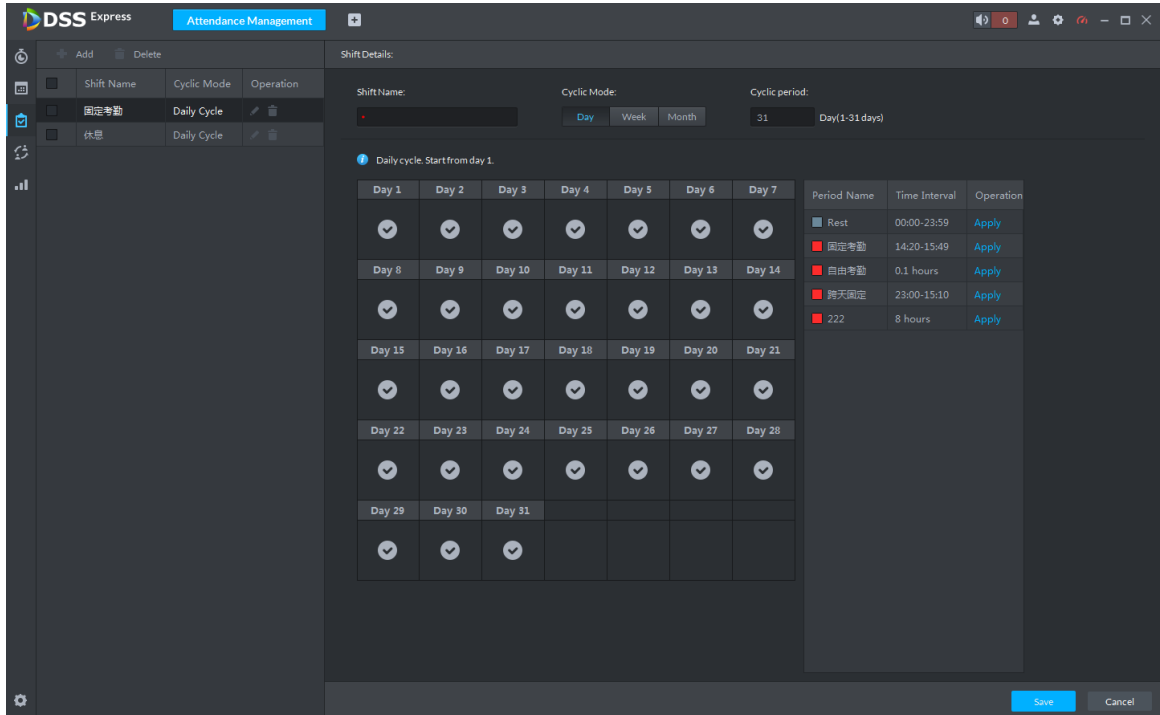 DSS Express Attendance Management 0
Add Delete
Shift Details:
Shift Name Cyclic Mode Operation
固定考勤 Daily Cycle
休息 Daily Cycle
Shift Name: Cyclic Mode: Cyclic period:
* Day Week Month 31 Day(1-31 days)
Daily cycle. Start from day 1.
Day 1 Day 2 Day 3 Day 4 Day 5 Day 6 Day 7
Day 8 Day 9 Day 10 Day 11 Day 12 Day 13 Day 14
Day 15 Day 16 Day 17 Day 18 Day 19 Day 20 Day 21
Day 22 Day 23 Day 24 Day 25 Day 26 Day 27 Day 28
Day 29 Day 30 Day 31
Period Name Time Interval Operation
Rest 00:00-23:59 Apply
固定考勤 14:20-15:49 Apply
自由考勤 0.1 hours Apply
跨天固定 23:00-15:10 Apply
222 8 hours Apply
Save Cancel